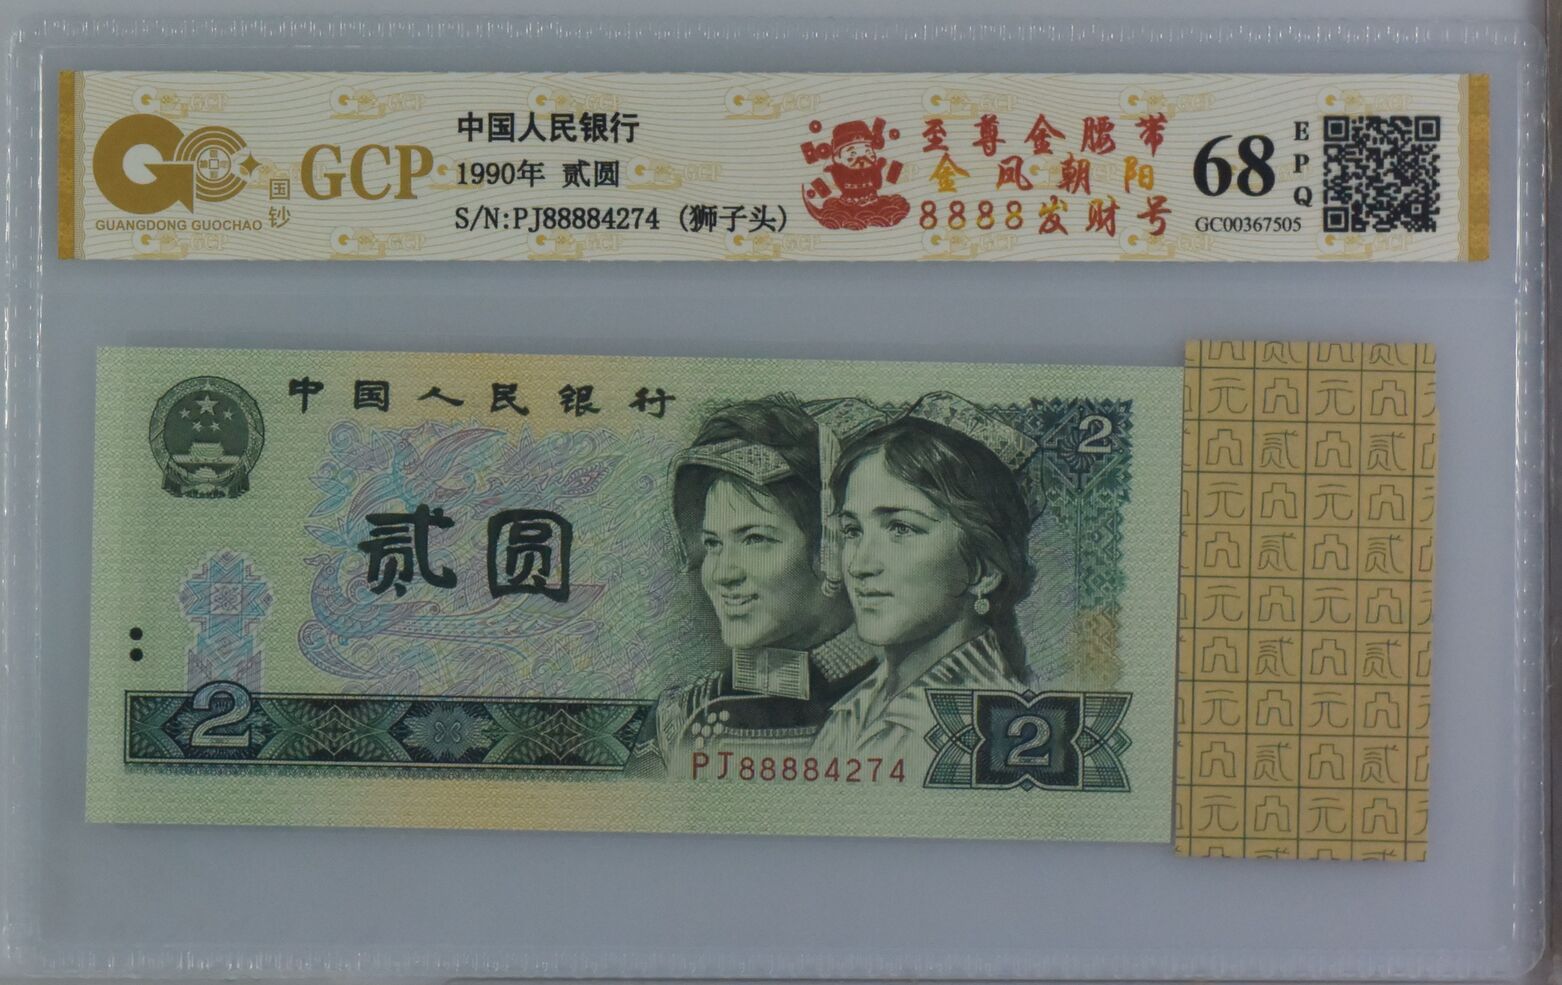 GCP
国钞
GUANGDONG GUOCHAO
中国人民银行
1990年 贰圆
S/N:PJ88884274 (狮子头)
至尊金腰带
金凤朝阳
8888发财号
68
EPQ
GC00367505
中国人民银行
贰圆
2
2
2
PJ88884274